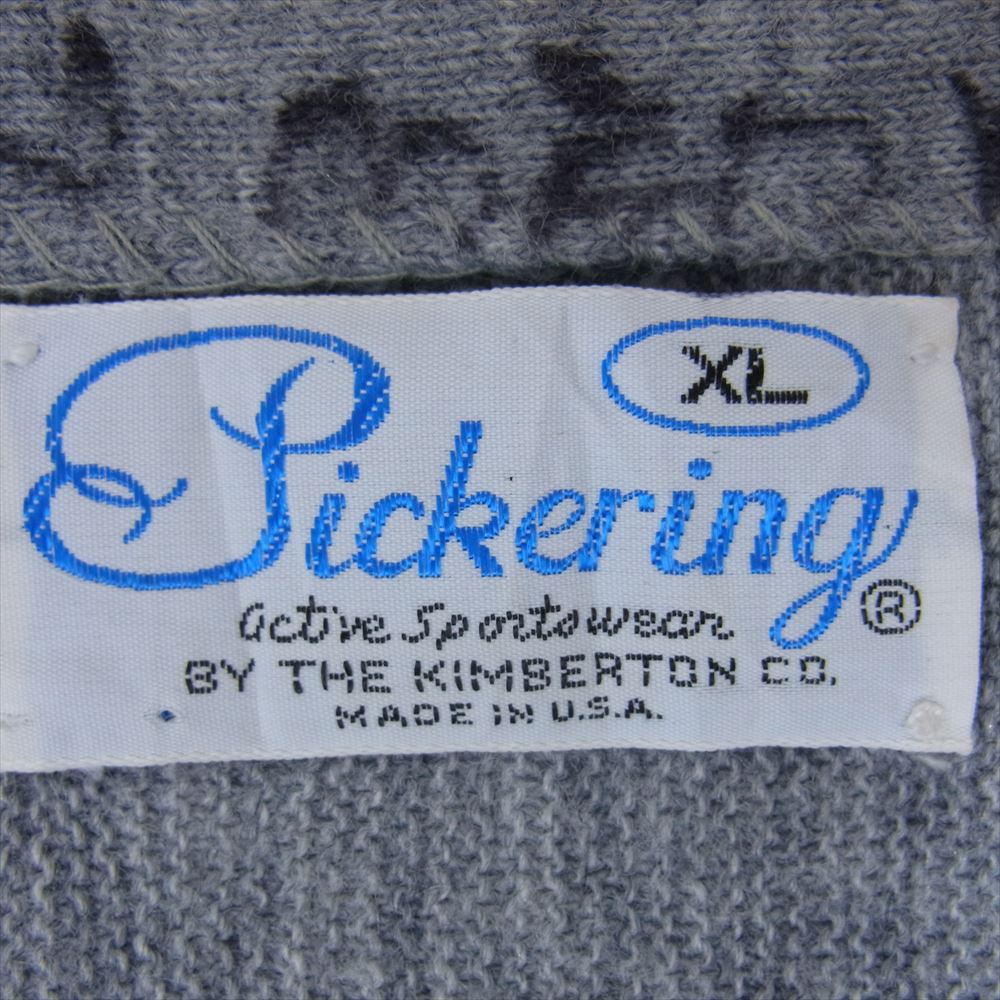 XL
Pickering®
Active Sportswear
BY THE KIMBERTON CO.
MADE IN U.S.A.